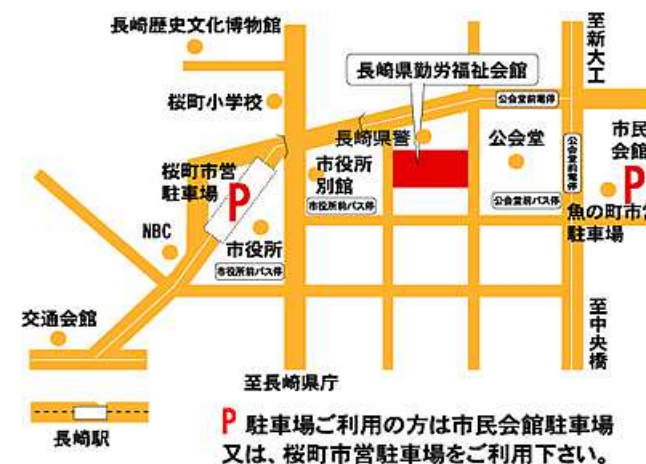 長崎歴史文化博物館
至
新
大
工
長崎県勤労福祉会館
桜町小学校
公会堂前電停
長崎県警
公会堂
市民
会館
公会堂前電停
桜町市営
駐車場
P
市役所
別館
P
市役所前バス停
公会堂前バス停
魚の町市営
駐車場
NBC
市役所
市役所前バス停
交通会館
至
中
央
橋
至長崎県庁
長崎駅
P 駐車場ご利用の方は市民会館駐車場
又は、桜町市営駐車場をご利用下さい。